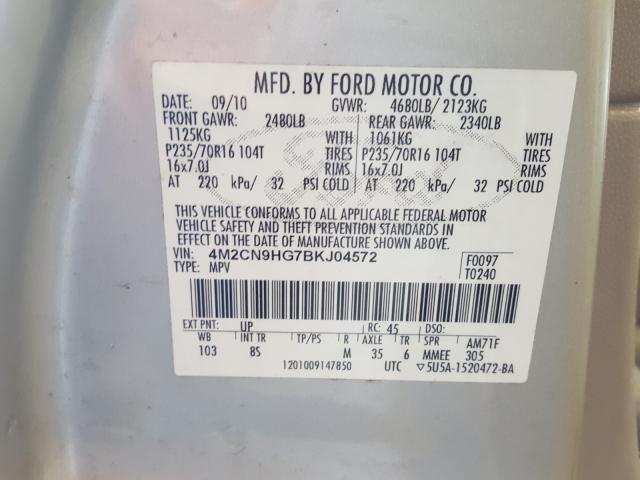 MFD. BY FORD MOTOR CO.
DATE: 09/10 GVWR: 4680LB/ 2123KG
FRONT GAWR: 2480LB REAR GAWR: 2340LB
1125KG WITH 1061KG WITH
P235/70R16 104T TIRES P235/70R16 104T TIRES
16x7.0J RIMS 16x7.0J RIMS
AT 220 kPa/ 32 PSI COLD AT 220 kPa/ 32 PSI COLD
THIS VEHICLE CONFORMS TO ALL APPLICABLE FEDERAL MOTOR
VEHICLE SAFETY AND THEFT PREVENTION STANDARDS IN EFFECT
ON THE DATE OF MANUFACTURE SHOWN ABOVE.
VIN: 4M2CN9HG7BKJ04572 F0097
TYPE: MPV T0240
EXT PNT: UP RC: 45 DSO:
WB INT TR TP/PS R AXLE TR SPR AM71F
103 8S M 35 6 MMEE 305
1201009147850 UTC ▽5U5A-1520472-BA